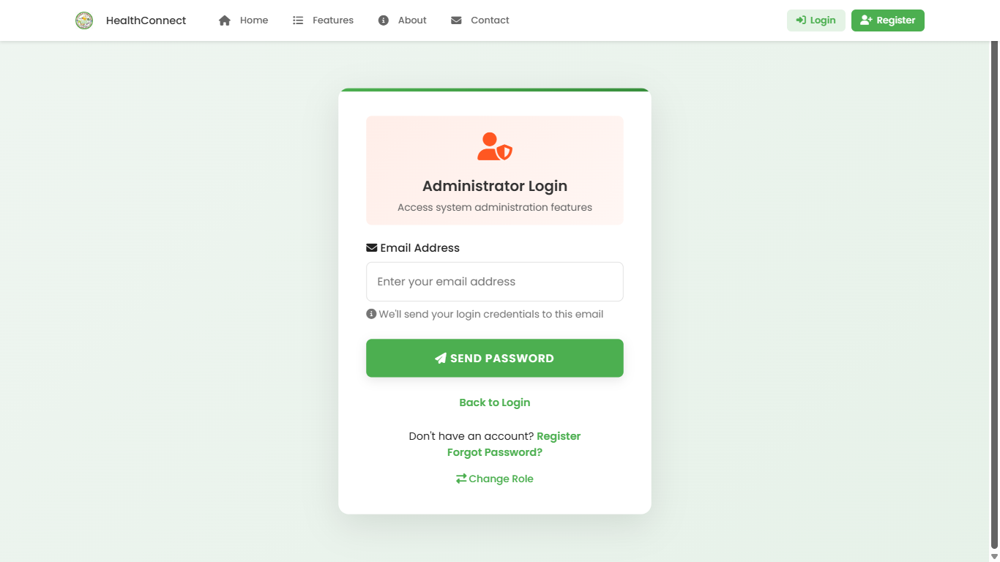 HealthConnect
Home
Features
About
Contact
Login
Register
Administrator Login
Access system administration features
Email Address
Enter your email address
We'll send your login credentials to this email
SEND PASSWORD
Back to Login
Don't have an account? Register
Forgot Password?
Change Role